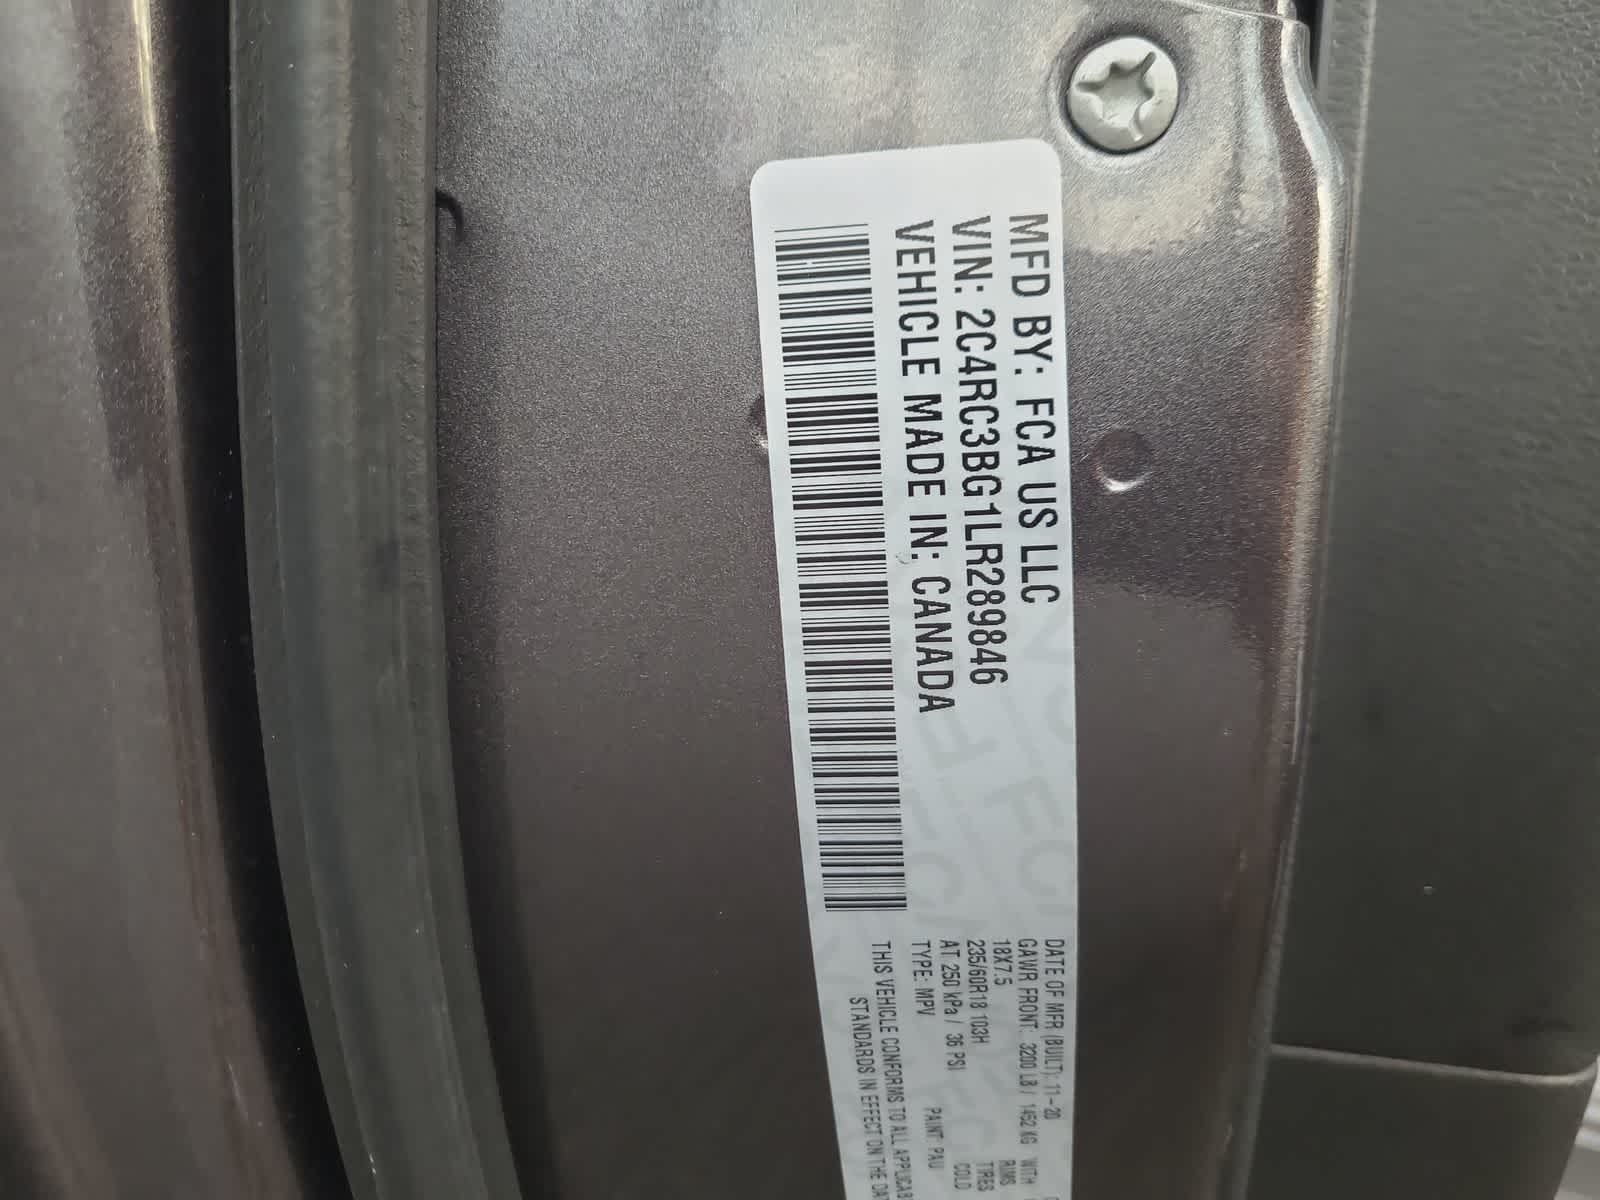 MFD BY: FCA US LLC
VIN: 2C4RC3BG1LR289846
VEHICLE MADE IN: CANADA
DATE OF MFR (BUILT): 11-20
GAWR FRONT: 3200 LB / 1452 KG WITH
18X7.5 RIMS
235/60R18 103H TIRES
AT 250 kPa / 36 PSI COLD
TYPE: MPV PAINT: PAU
THIS VEHICLE CONFORMS TO ALL
STANDARDS IN EFFECT ON THE